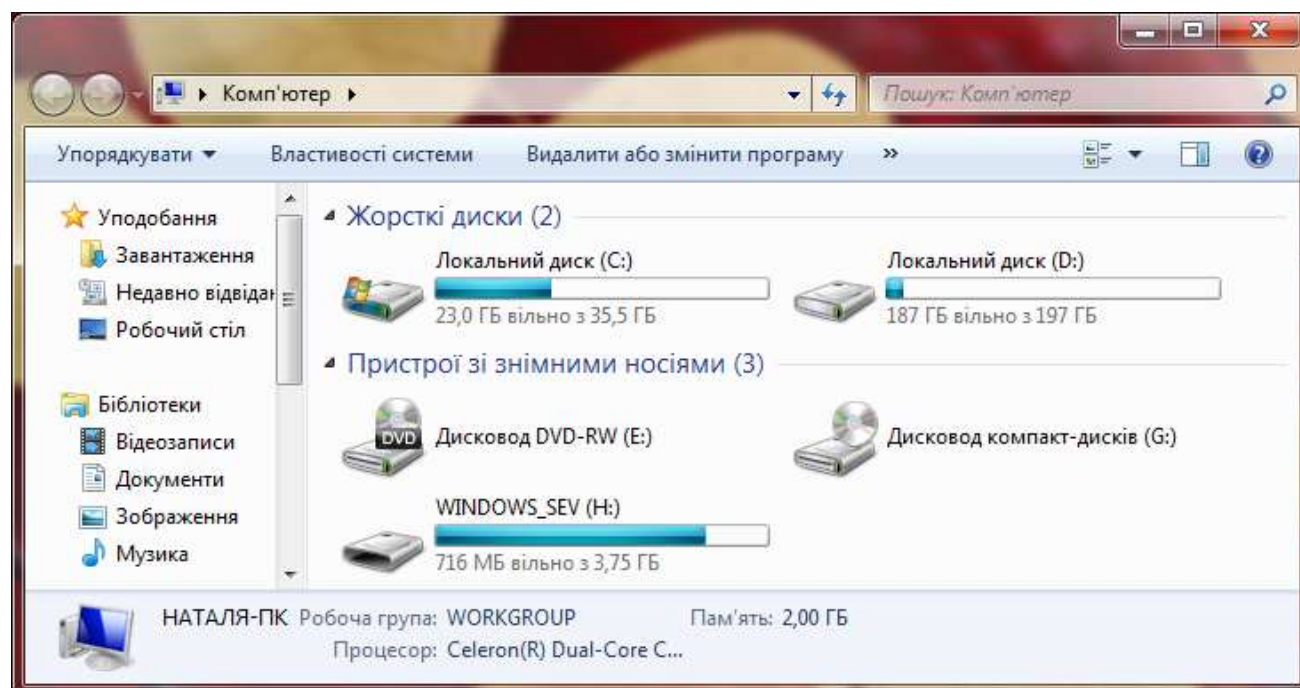 Комп'ютер
Пошук: Комп'ютер
Упорядкувати Властивості системи Видалити або змінити програму »
Уподобання
Завантаження
Недавно відвідан
Робочий стіл
Бібліотеки
Відеозаписи
Документи
Зображення
Музика
Жорсткі диски (2)
Локальний диск (C:)
23,0 ГБ вільно з 35,5 ГБ
Локальний диск (D:)
187 ГБ вільно з 197 ГБ
Пристрої зі знімними носіями (3)
DVD
Дисковод DVD-RW (E:)
Дисковод компакт-дисків (G:)
WINDOWS_SEV (H:)
716 МБ вільно з 3,75 ГБ
НАТАЛЯ-ПК Робоча група: WORKGROUP Пам'ять: 2,00 ГБ
Процесор: Celeron(R) Dual-Core C...